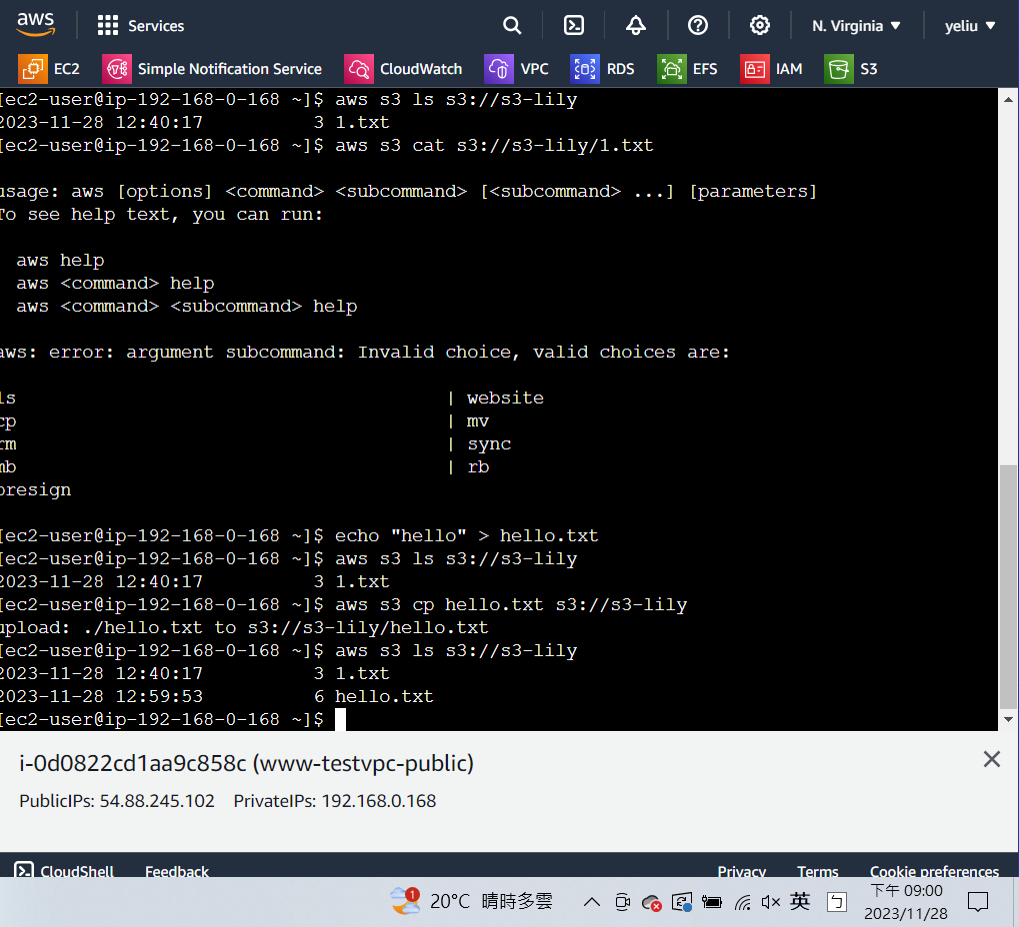 aws Services N. Virginia yeliu
EC2 Simple Notification Service CloudWatch VPC RDS EFS IAM S3
[ec2-user@ip-192-168-0-168 ~]$ aws s3 ls s3://s3-lily
2023-11-28 12:40:17 3 1.txt
[ec2-user@ip-192-168-0-168 ~]$ aws s3 cat s3://s3-lily/1.txt
usage: aws [options] <command> <subcommand> [<subcommand> ...] [parameters]
To see help text, you can run:
aws help
aws <command> help
aws <command> <subcommand> help
aws: error: argument subcommand: Invalid choice, valid choices are:
ls | website
cp | mv
rm | sync
mb | rb
presign
[ec2-user@ip-192-168-0-168 ~]$ echo "hello" > hello.txt
[ec2-user@ip-192-168-0-168 ~]$ aws s3 ls s3://s3-lily
2023-11-28 12:40:17 3 1.txt
[ec2-user@ip-192-168-0-168 ~]$ aws s3 cp hello.txt s3://s3-lily
upload: ./hello.txt to s3://s3-lily/hello.txt
[ec2-user@ip-192-168-0-168 ~]$ aws s3 ls s3://s3-lily
2023-11-28 12:40:17 3 1.txt
2023-11-28 12:59:53 6 hello.txt
[ec2-user@ip-192-168-0-168 ~]$
i-0d0822cd1aa9c858c (www-testvpc-public)
PublicIPs: 54.88.245.102 PrivateIPs: 192.168.0.168
CloudShell Feedback Privacy Terms Cookie preferences
1 20°C 晴時多雲 英 ㄅ 下午 09:00
2023/11/28